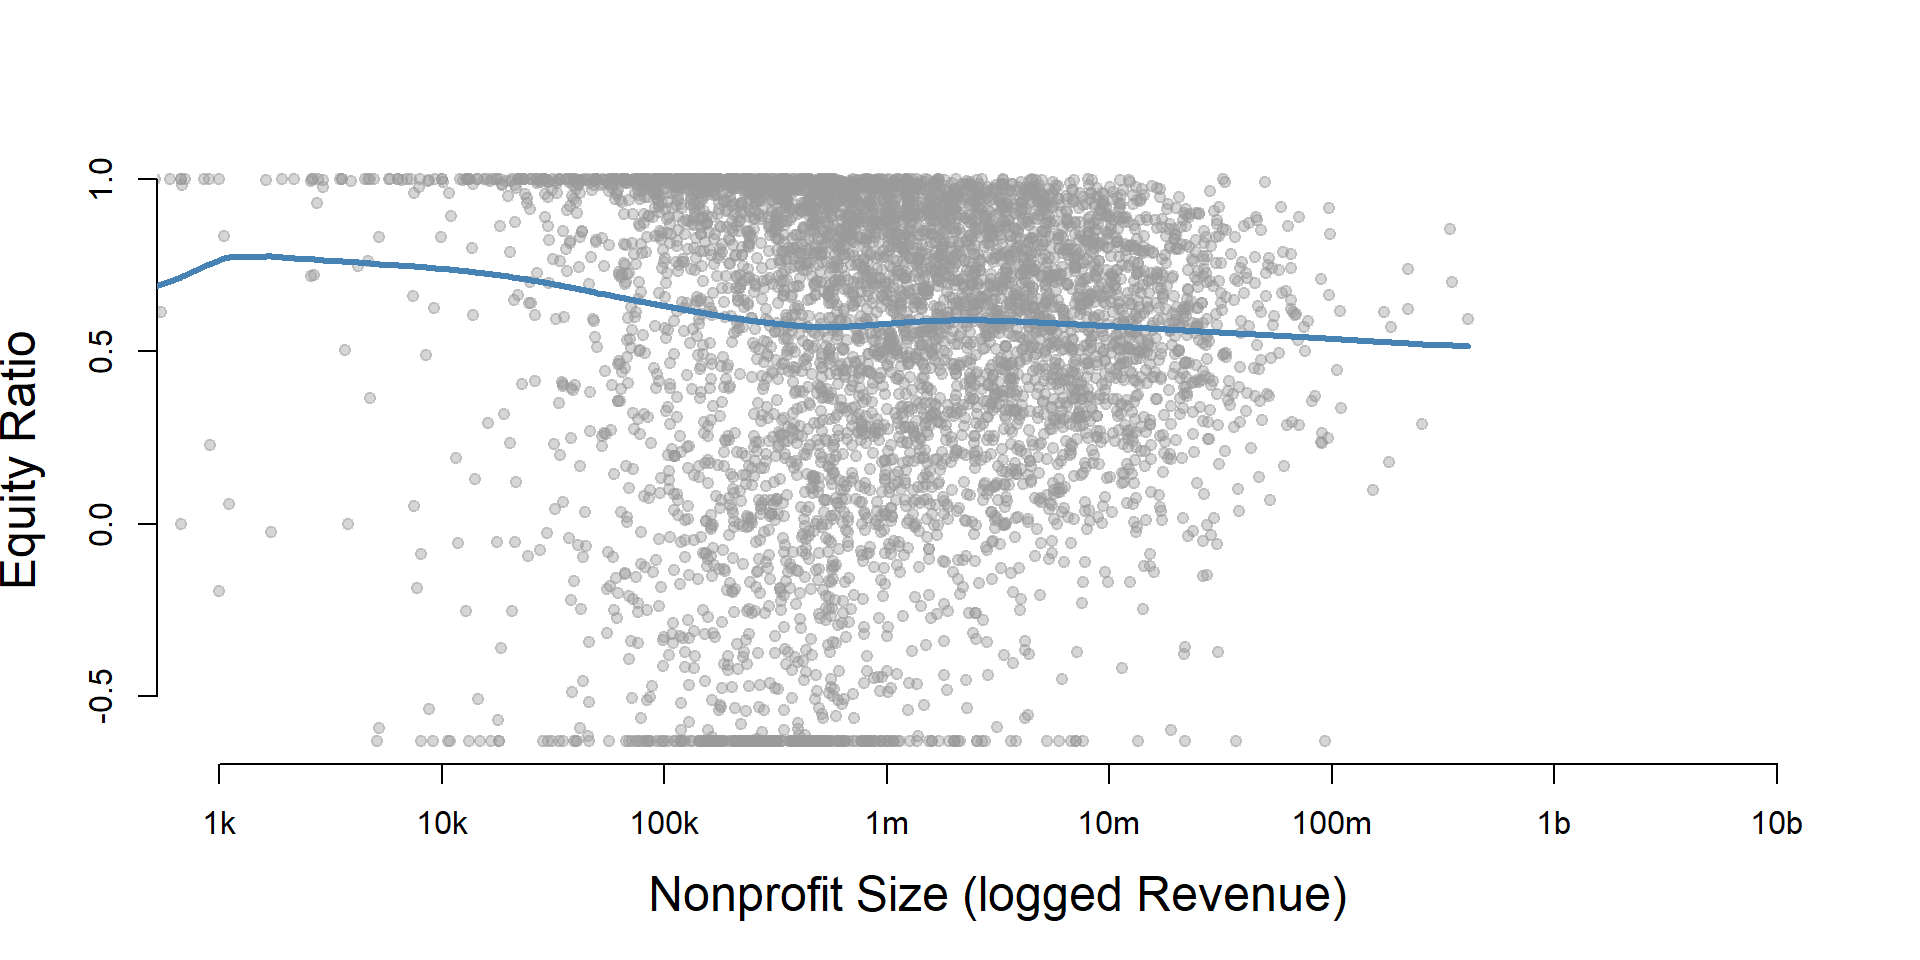 Equity Ratio
1.0
0.5
0.0
-0.5
1k 10k 100k 1m 10m 100m 1b 10b
Nonprofit Size (logged Revenue)